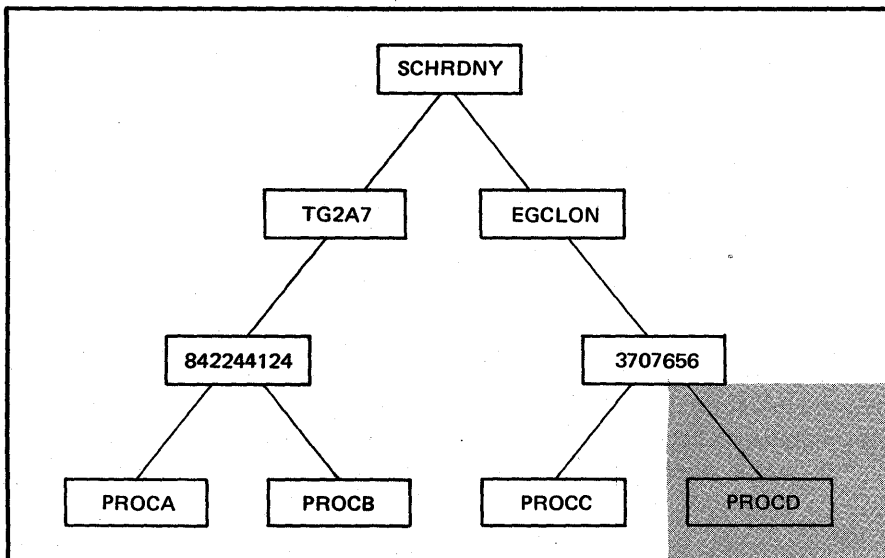 SCHRDNY
TG2A7 EGCLON
842244124 3707656
PROCA PROCB PROCC PROCD